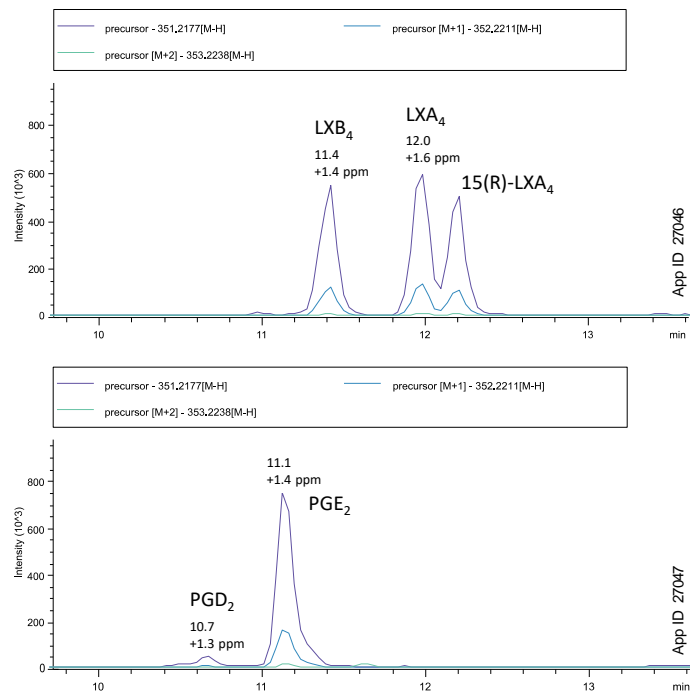 precursor - 351.2177[M-H]
precursor [M+1] - 352.2211[M-H]
precursor [M+2] - 353.2238[M-H]
Intensity (10^3)
800
600
400
200
0
LXB₄
11.4
+1.4 ppm
LXA₄
12.0
+1.6 ppm
15(R)-LXA₄
App ID 27046
10
11
12
13
min
precursor - 351.2177[M-H]
precursor [M+1] - 352.2211[M-H]
precursor [M+2] - 353.2238[M-H]
Intensity (10^3)
800
600
400
200
0
11.1
+1.4 ppm
PGE₂
PGD₂
10.7
+1.3 ppm
App ID 27047
10
11
12
13
min